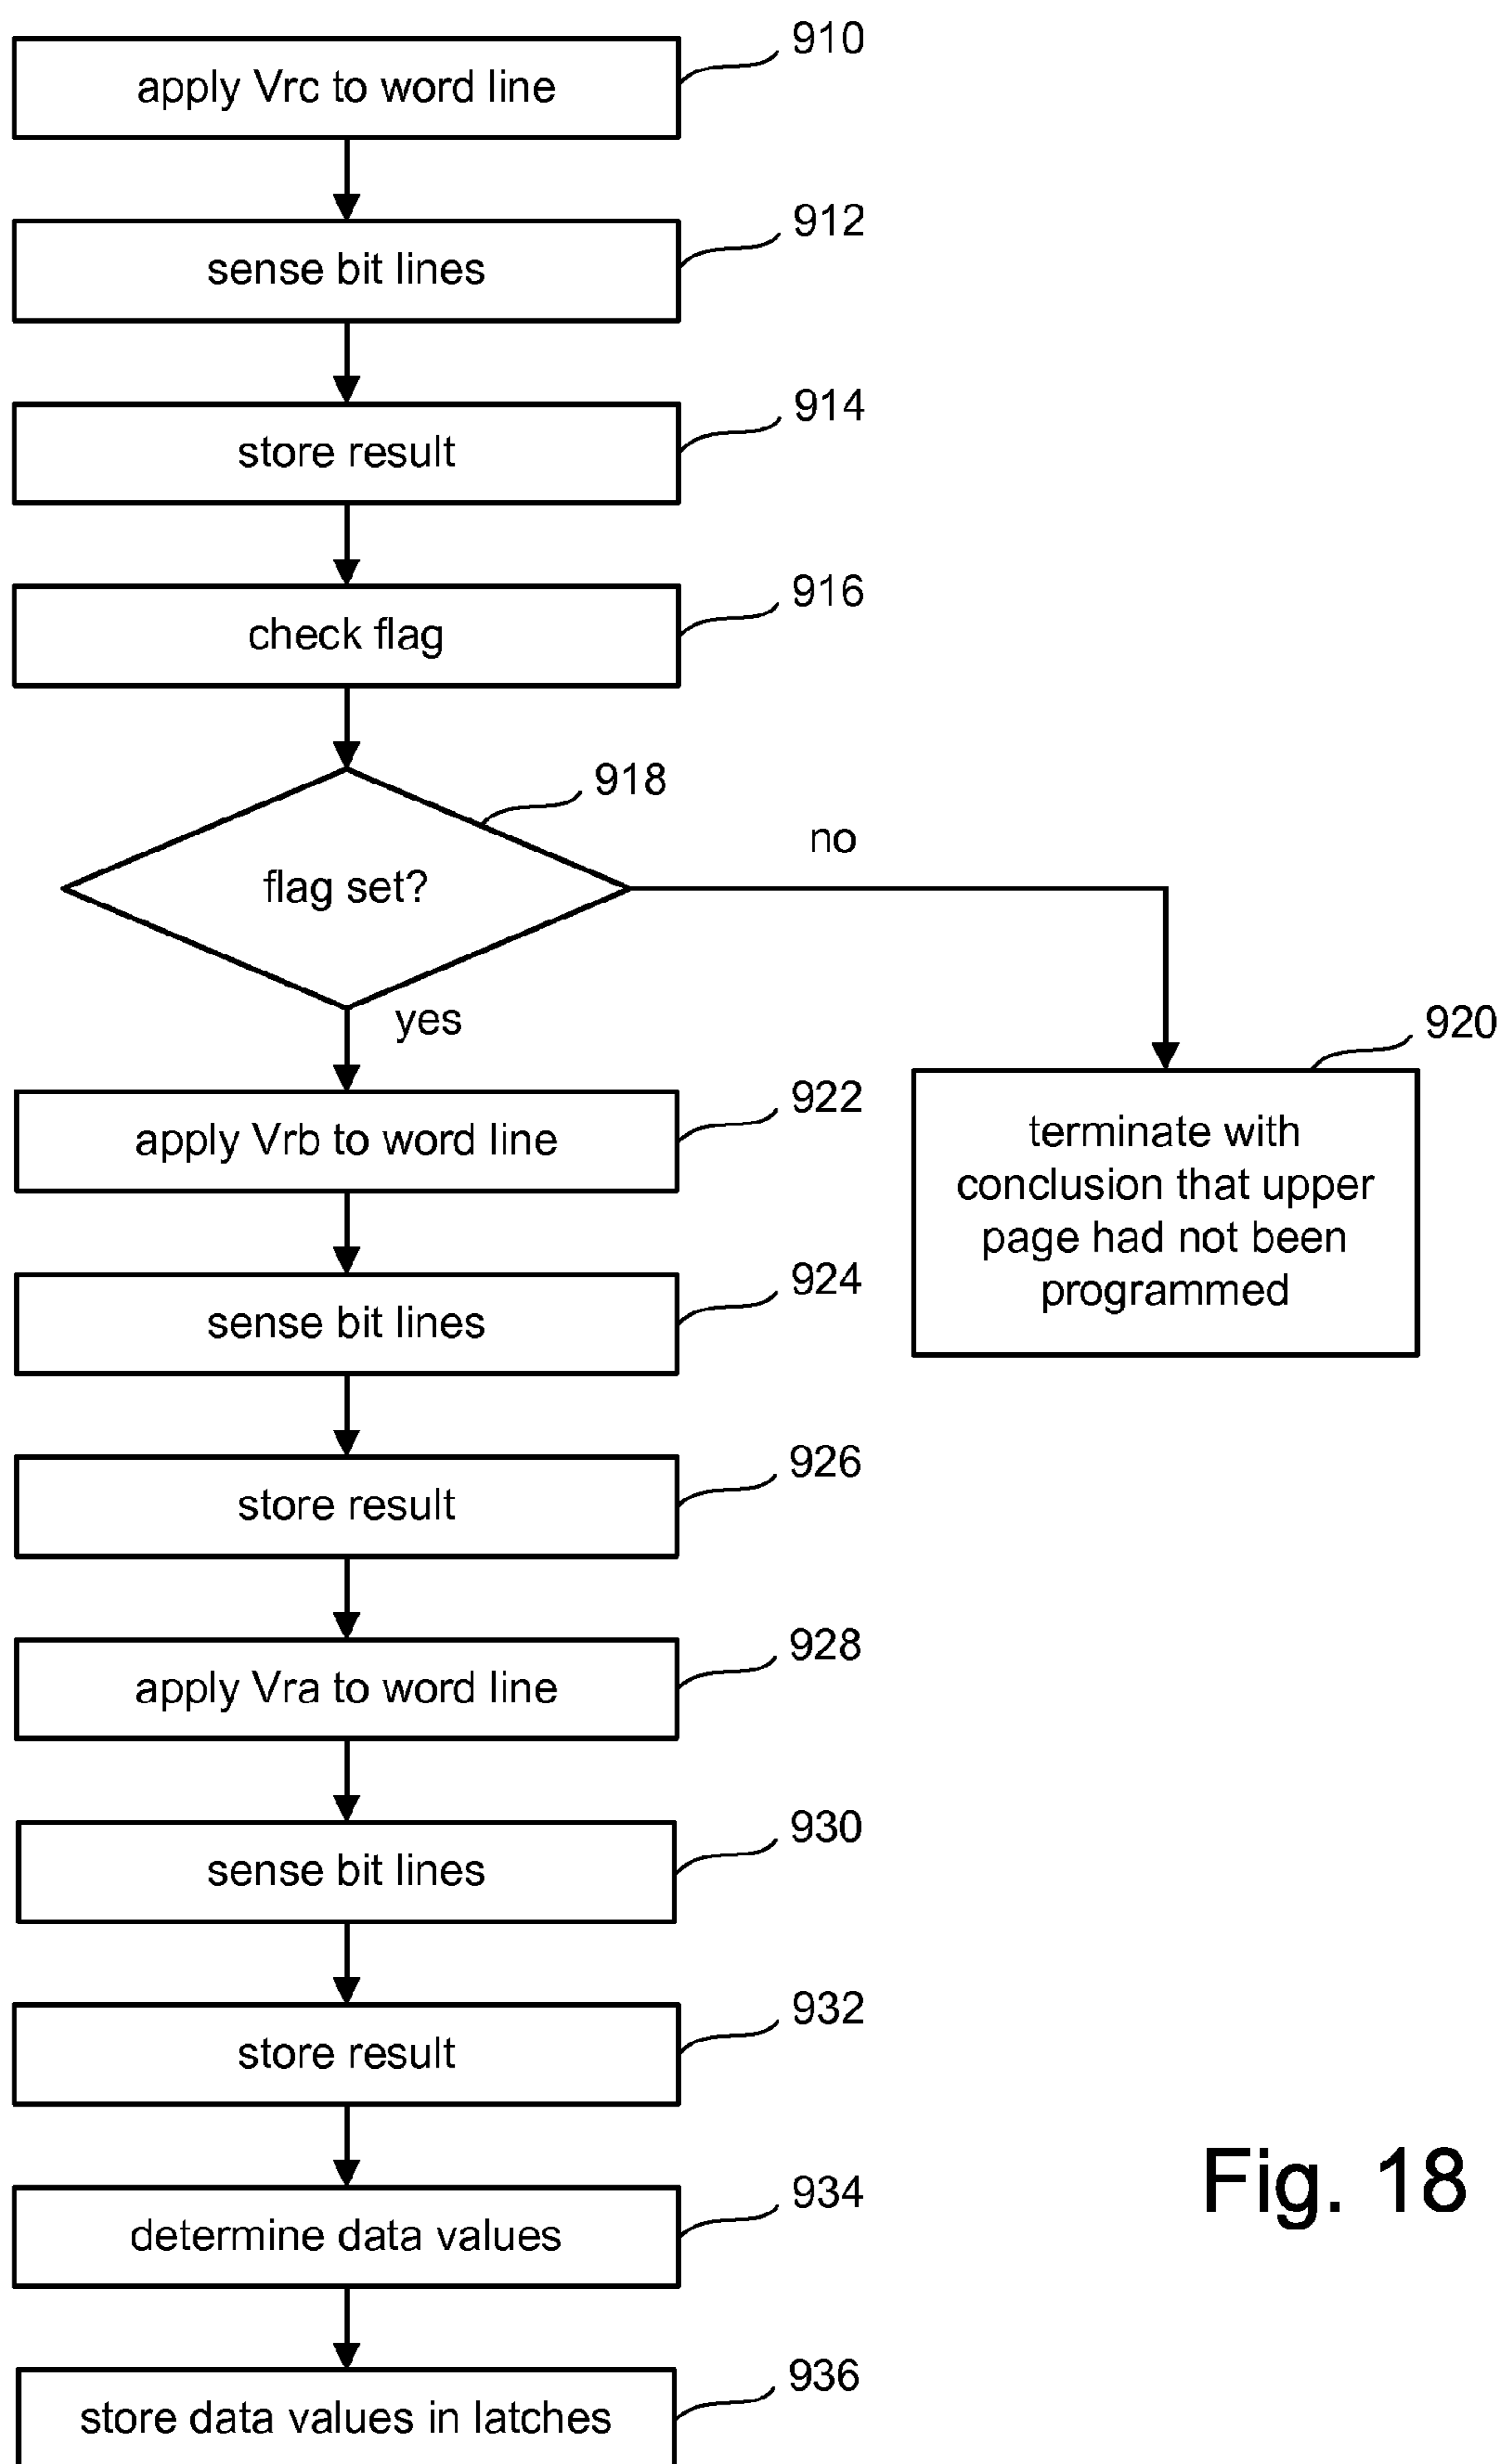 910
apply Vrc to word line
912
sense bit lines
914
store result
916
check flag
918
flag set?
no
yes
920
terminate with
conclusion that upper
page had not been
programmed
922
apply Vrb to word line
924
sense bit lines
926
store result
928
apply Vra to word line
930
sense bit lines
932
store result
934
determine data values
936
store data values in latches
Fig. 18